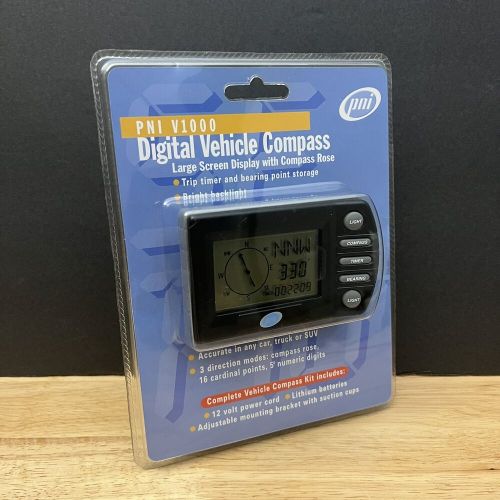 pni
PNI V1000
Digital Vehicle Compass
Large Screen Display with Compass Rose
• Trip timer and bearing point storage
• Bright backlight
N
W
E
S
NNW
330°
002209
LIGHT
COMPASS
TIMER
BEARING
LIGHT
Accurate in any car, truck or SUV
• 3 direction modes: compass rose,
16 cardinal points, 5° numeric digits
Complete Vehicle Compass Kit includes:
• 12 volt power cord • Lithium batteries
• Adjustable mounting bracket with suction cups